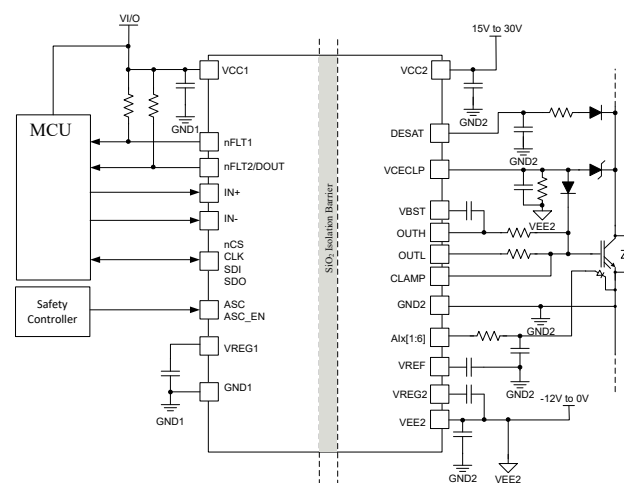 VI/O
VCC1
GND1
MCU
nFLT1
nFLT2/DOUT
IN+
IN-
nCS
CLK
SDI
SDO
Safety
Controller
ASC
ASC_EN
VREG1
GND1
GND1
SiO2 Isolation Barrier
15V to 30V
VCC2
GND2
DESAT
GND2
VCECLP
VEE2
VBST
OUTH
OUTL
CLAMP
GND2
GND2
AIx[1:6]
VREF
GND2
VREG2
-12V to 0V
VEE2
GND2
VEE2